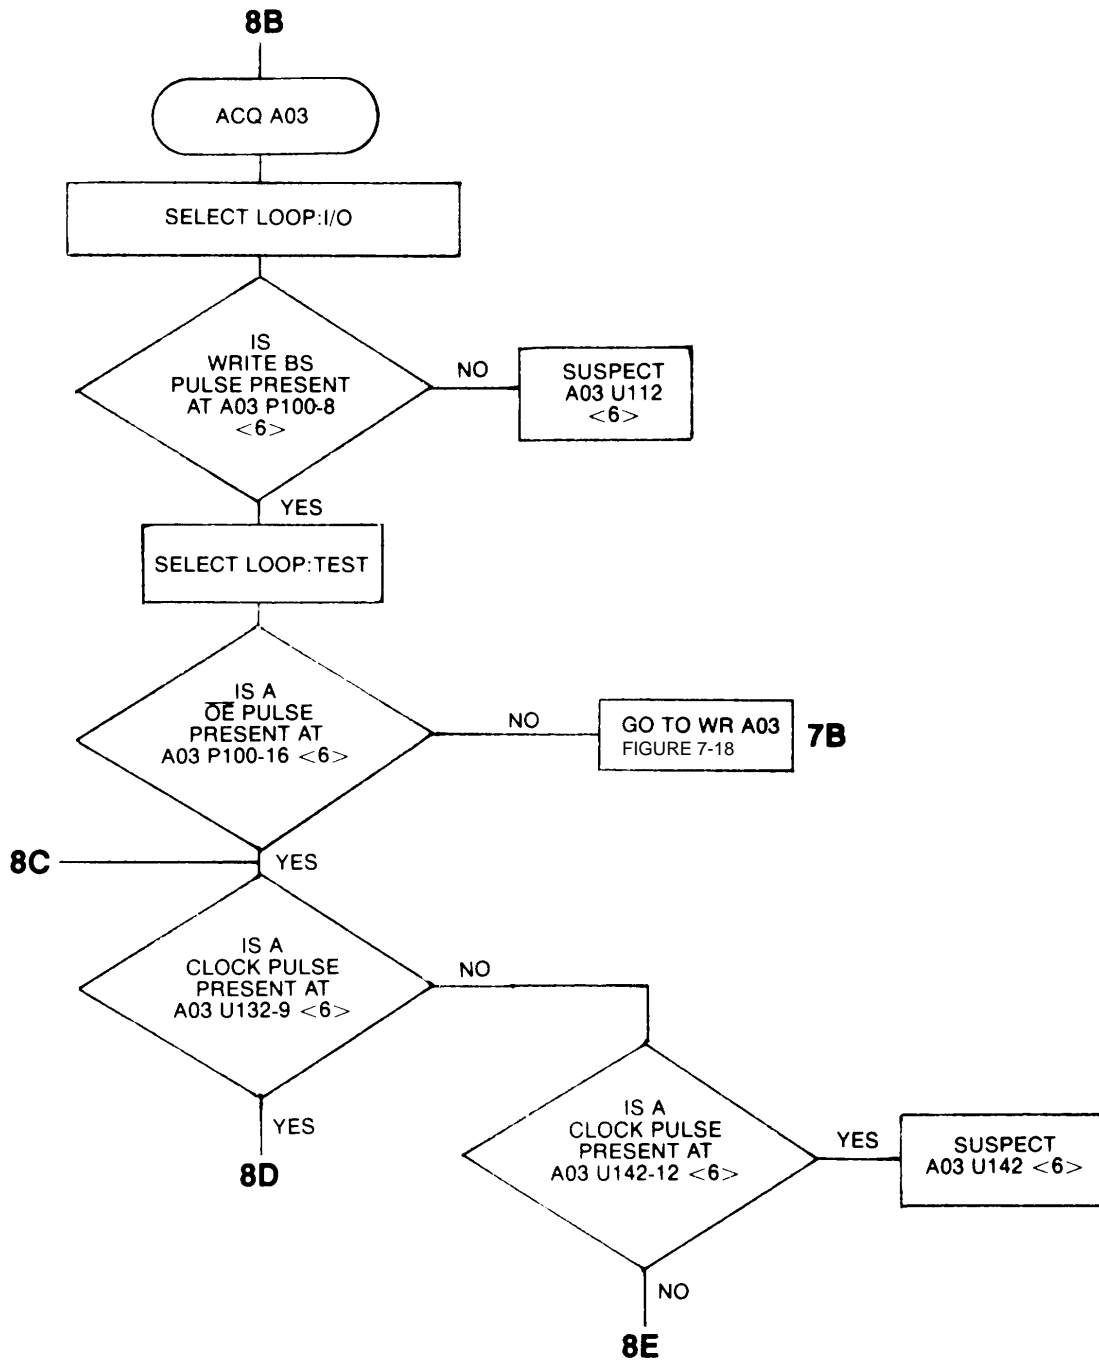 8B
ACQ A03
SELECT LOOP:I/O
IS
WRITE BS
PULSE PRESENT
AT A03 P100-8
<6>
NO
SUSPECT
A03 U112
<6>
YES
SELECT LOOP:TEST
IS A
O̅E̅ PULSE
PRESENT AT
A03 P100-16 <6>
NO
GO TO WR A03
FIGURE 7-18
7B
8C
YES
IS A
CLOCK PULSE
PRESENT AT
A03 U132-9 <6>
NO
YES
8D
IS A
CLOCK PULSE
PRESENT AT
A03 U142-12 <6>
YES
SUSPECT
A03 U142 <6>
NO
8E